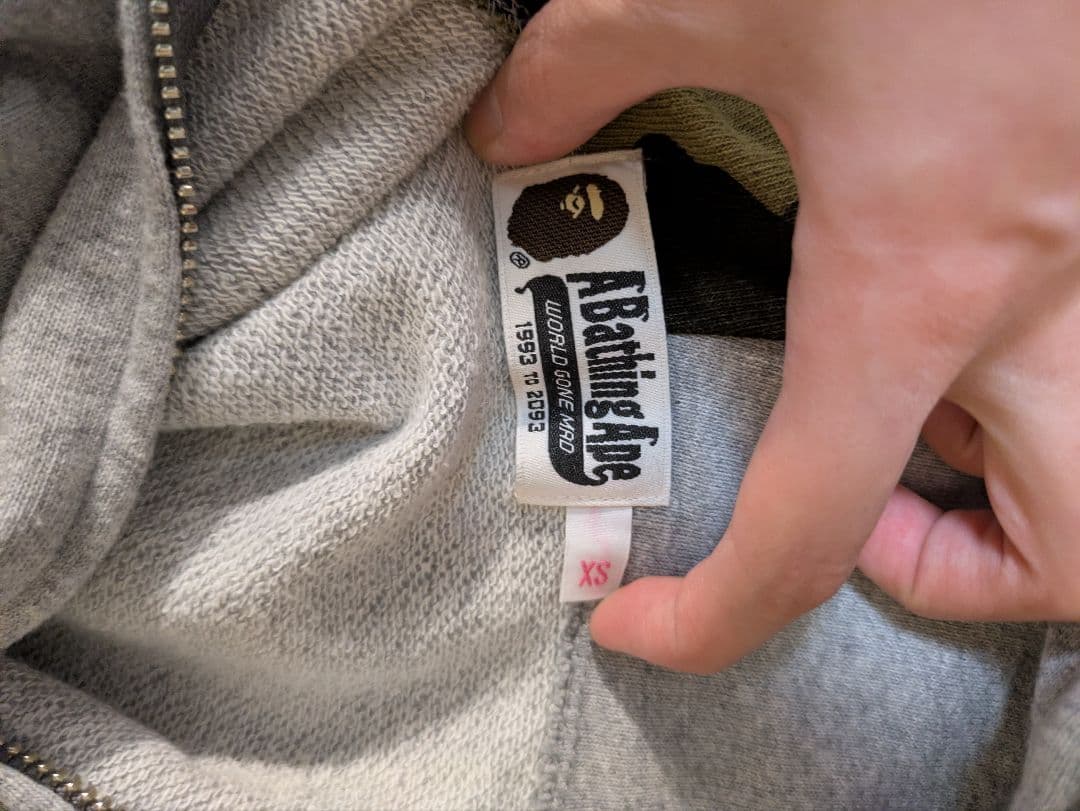 ®
A Bathing Ape
WORLD GONE MAD
1993 TO 2093
XS